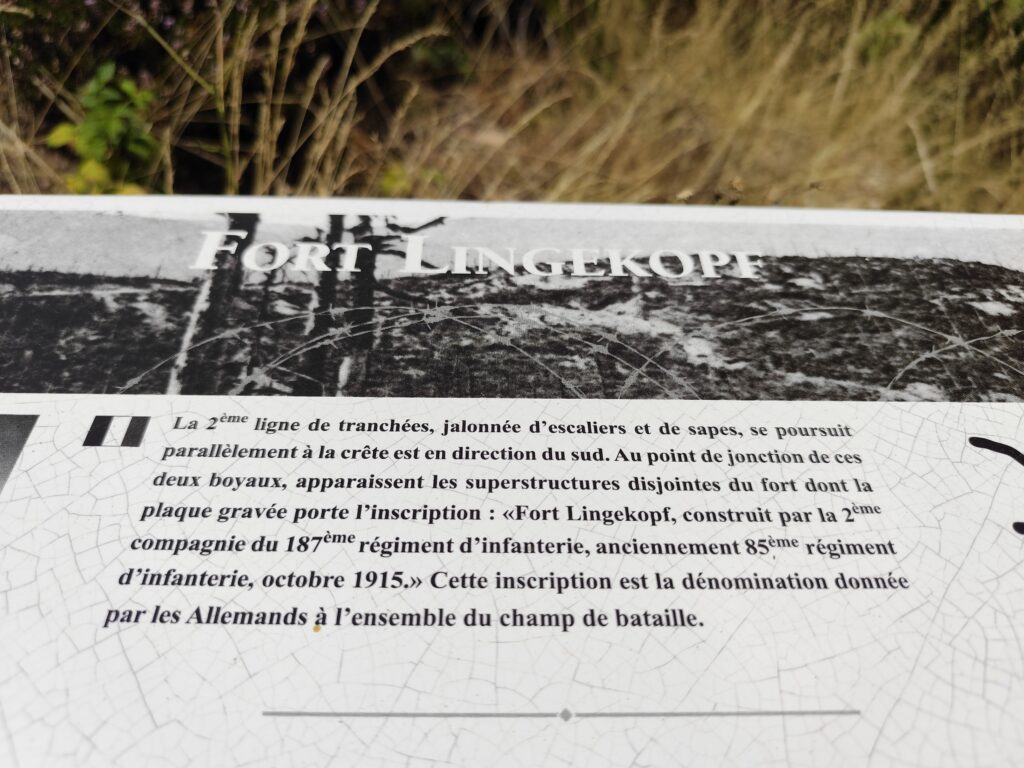 FORT LINGEKOPF
La 2ème ligne de tranchées, jalonnée d'escaliers et de sapes, se poursuit
parallèlement à la crête est en direction du sud. Au point de jonction de ces
deux boyaux, apparaissent les superstructures disjointes du fort dont la
plaque gravée porte l'inscription : «Fort Lingekopf, construit par la 2ème
compagnie du 187ème régiment d'infanterie, anciennement 85ème régiment
d'infanterie, octobre 1915.» Cette inscription est la dénomination donnée
par les Allemands à l'ensemble du champ de bataille.